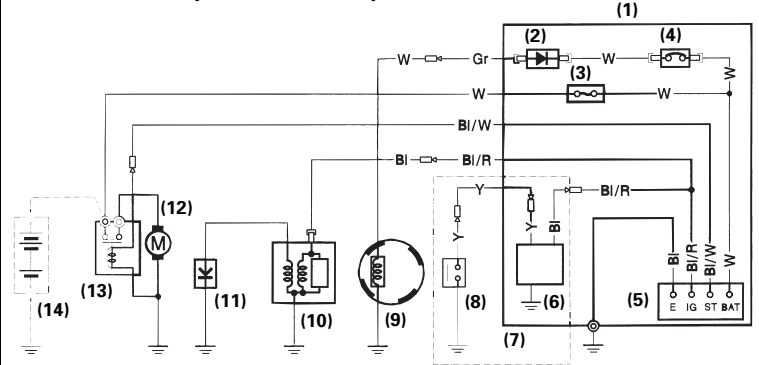 (1)
(2)
(4)
W
Gr
W
(3)
W
W
W
Bl/W
Bl
Bl/R
Y
Bl/R
(12)
Y
Y
Bl
M
Bl
Bl/R
Bl/W
W
(14)
(13)
(11)
(10)
(9)
(8)
(6)
(5)
E IG ST BAT
(7)